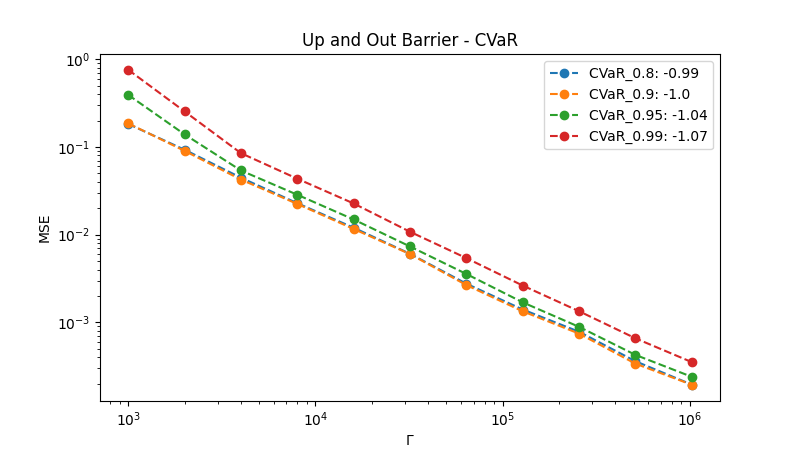 Up and Out Barrier - CVaR
CVaR_0.8: -0.99
CVaR_0.9: -1.0
CVaR_0.95: -1.04
CVaR_0.99: -1.07
MSE
10⁰
10⁻¹
10⁻²
10⁻³
10³
10⁴
10⁵
10⁶
Γ